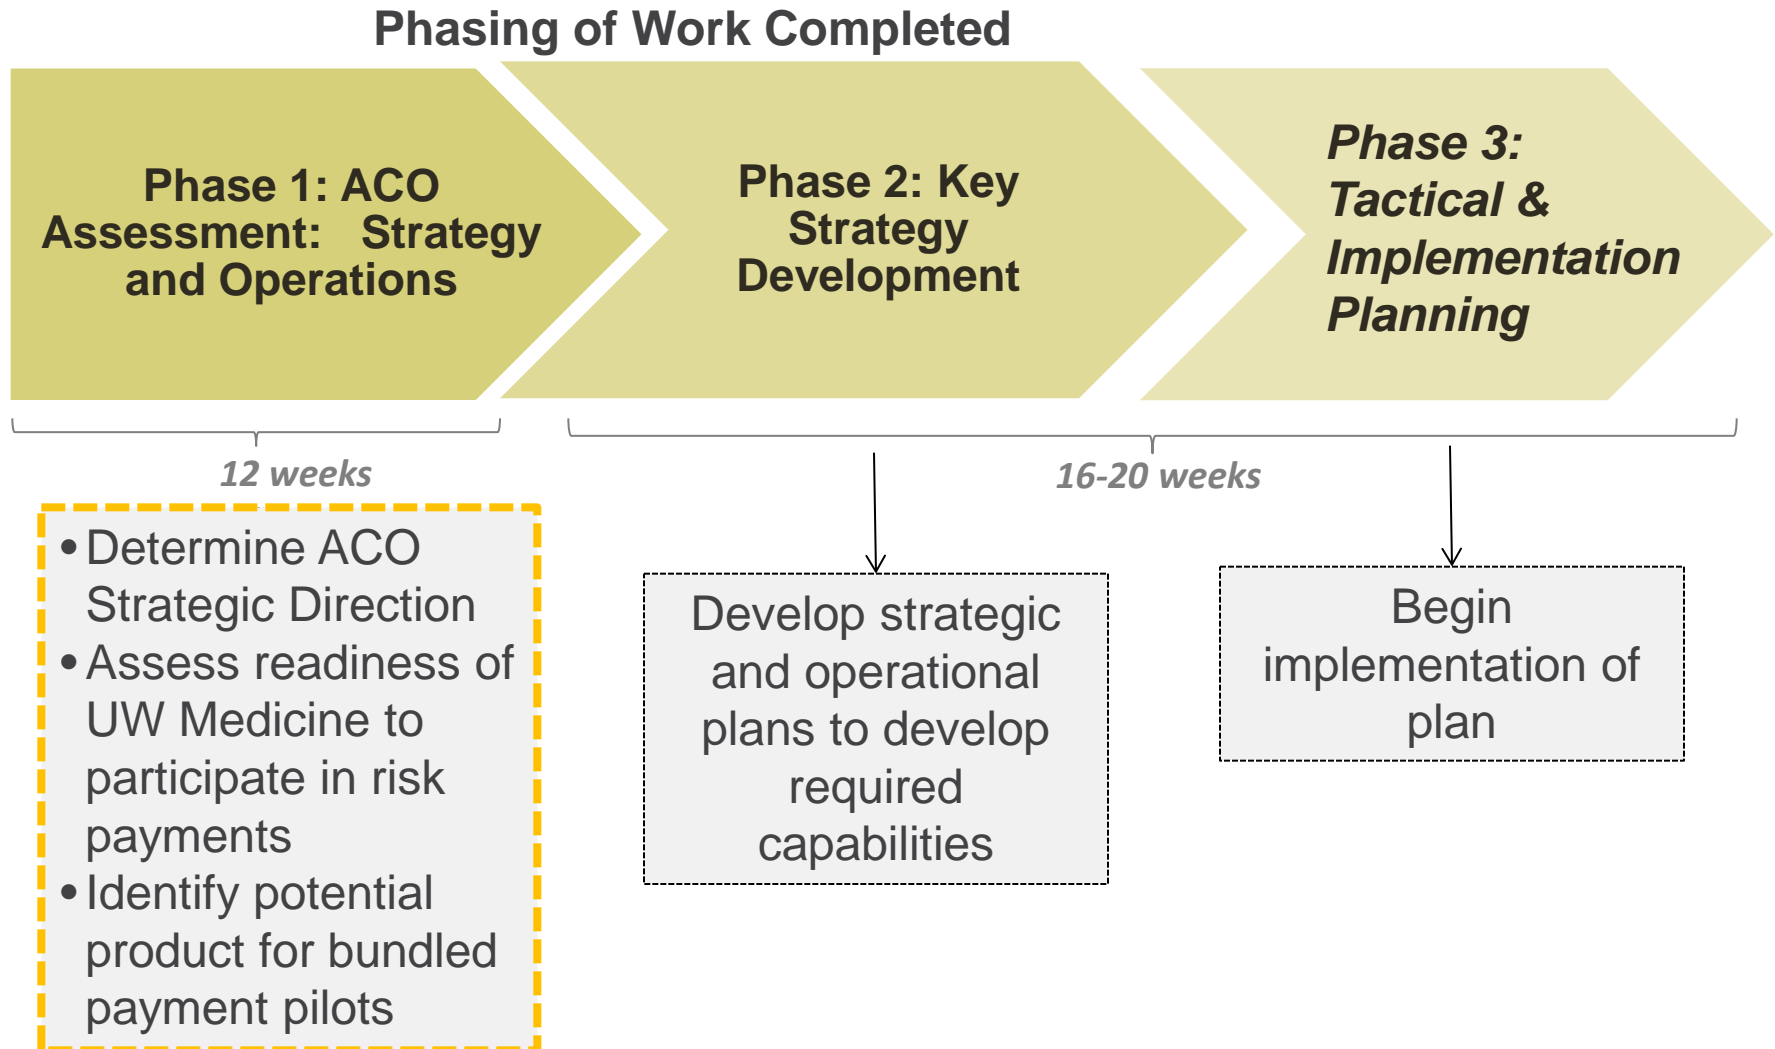 Phasing of Work Completed
Phase 1: ACO
Assessment: Strategy
and Operations
Phase 2: Key
Strategy
Development
Phase 3:
Tactical &
Implementation
Planning
12 weeks
16-20 weeks
• Determine ACO
Strategic Direction
• Assess readiness of
UW Medicine to
participate in risk
payments
• Identify potential
product for bundled
payment pilots
Develop strategic
and operational
plans to develop
required
capabilities
Begin
implementation of
plan